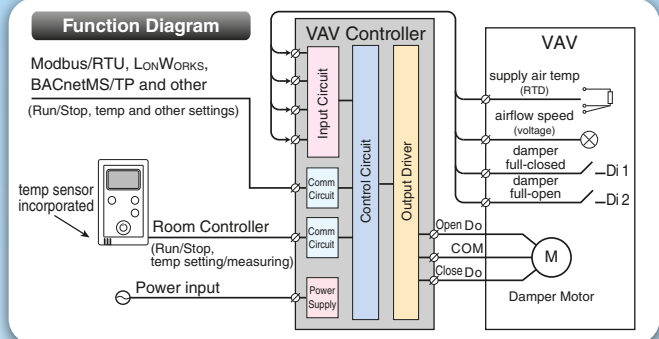 Function Diagram
Modbus/RTU, LONWORKS,
BACnetMS/TP and other
(Run/Stop, temp and other settings)
temp sensor
incorporated
Room Controller
(Run/Stop,
temp setting/measuring)
Power input
VAV Controller
Input Circuit
Comm
Circuit
Comm
Circuit
Power
Supply
Control Circuit
Output Driver
Open Do
COM
Close Do
VAV
supply air temp
(RTD)
airflow speed
(voltage)
damper
full-closed
Di 1
damper
full-open
Di 2
M
Damper Motor